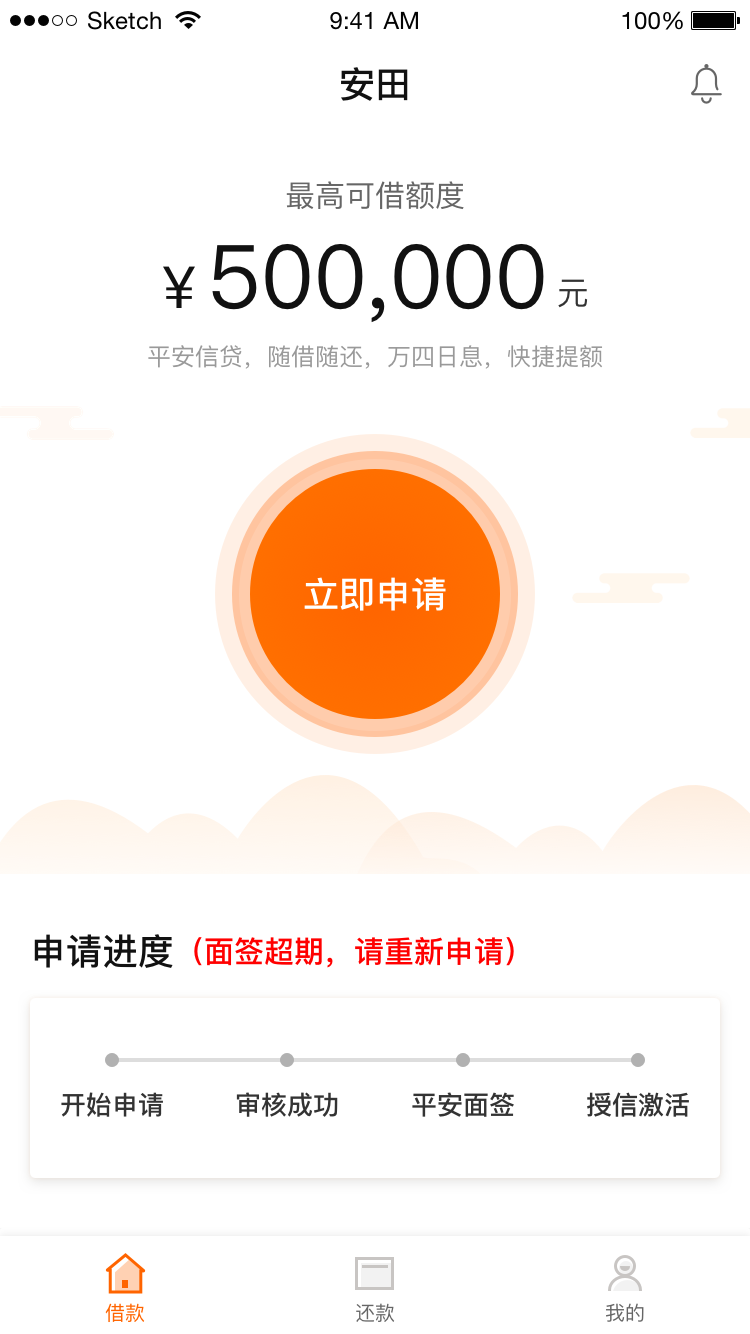 Sketch 9:41 AM 100%
安田
最高可借额度
¥500,000元
平安信贷，随借随还，万四日息，快捷提额
立即申请
申请进度（面签超期，请重新申请）
开始申请 审核成功 平安面签 授信激活
借款 还款 我的